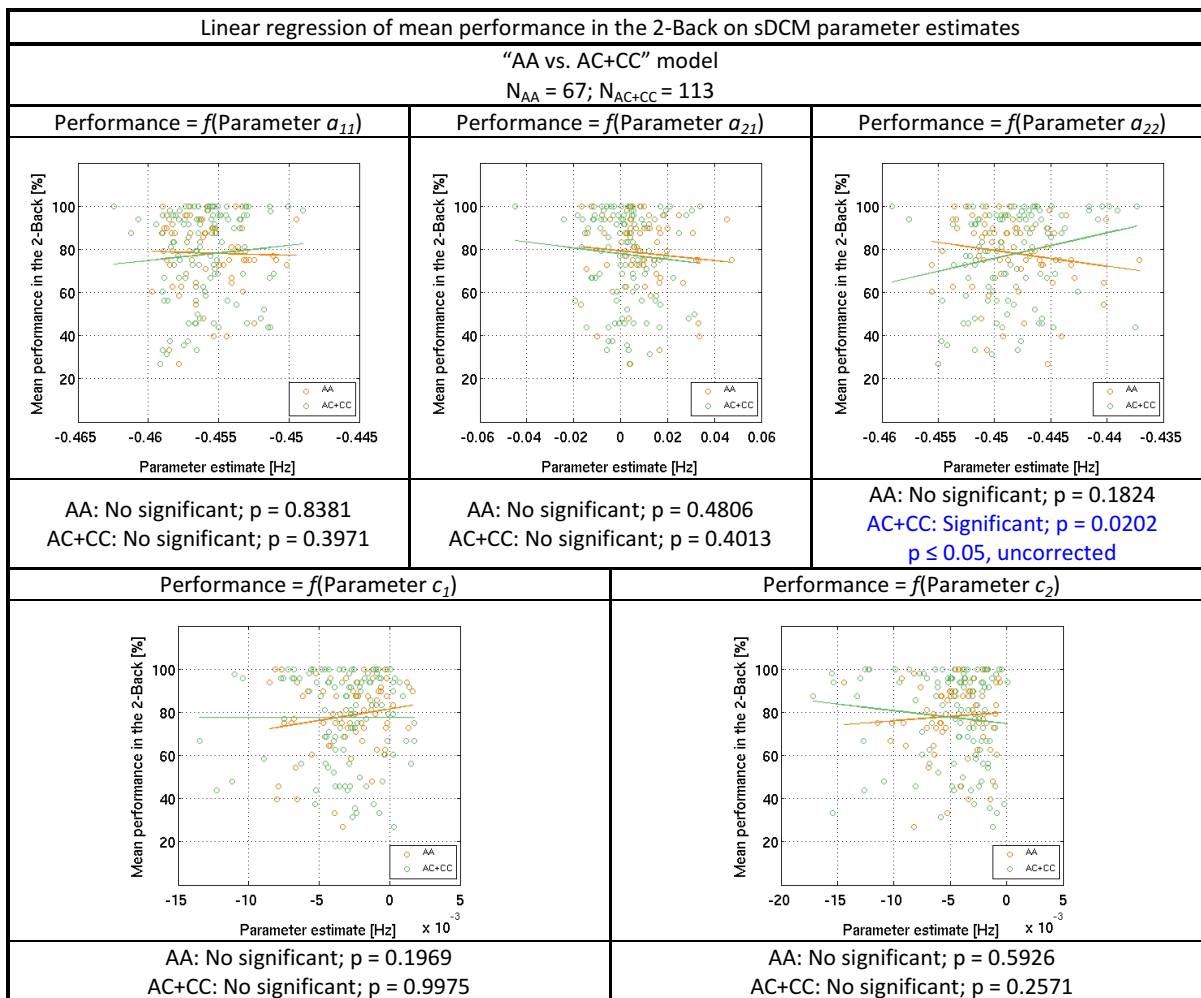 Linear regression of mean performance in the 2-Back on sDCM parameter estimates
“AA vs. AC+CC” model
N_AA = 67; N_AC+CC = 113
Performance = f(Parameter a_11)
Performance = f(Parameter a_21)
Performance = f(Parameter a_22)
Mean performance in the 2-Back [%]
100
80
60
40
20
AA
AC+CC
-0.465 -0.46 -0.455 -0.45 -0.445
Parameter estimate [Hz]
Mean performance in the 2-Back [%]
100
80
60
40
20
AA
AC+CC
-0.06 -0.04 -0.02 0 0.02 0.04 0.06
Parameter estimate [Hz]
Mean performance in the 2-Back [%]
100
80
60
40
20
AA
AC+CC
-0.46 -0.455 -0.45 -0.445 -0.44 -0.435
Parameter estimate [Hz]
AA: No significant; p = 0.8381
AC+CC: No significant; p = 0.3971
AA: No significant; p = 0.4806
AC+CC: No significant; p = 0.4013
AA: No significant; p = 0.1824
AC+CC: Significant; p = 0.0202
p ≤ 0.05, uncorrected
Performance = f(Parameter c_1)
Performance = f(Parameter c_2)
Mean performance in the 2-Back [%]
100
80
60
40
20
AA
AC+CC
-15 -10 -5 0 5
Parameter estimate [Hz] x 10^-3
Mean performance in the 2-Back [%]
100
80
60
40
20
AA
AC+CC
-20 -15 -10 -5 0 5
Parameter estimate [Hz] x 10^-3
AA: No significant; p = 0.1969
AC+CC: No significant; p = 0.9975
AA: No significant; p = 0.5926
AC+CC: No significant; p = 0.2571